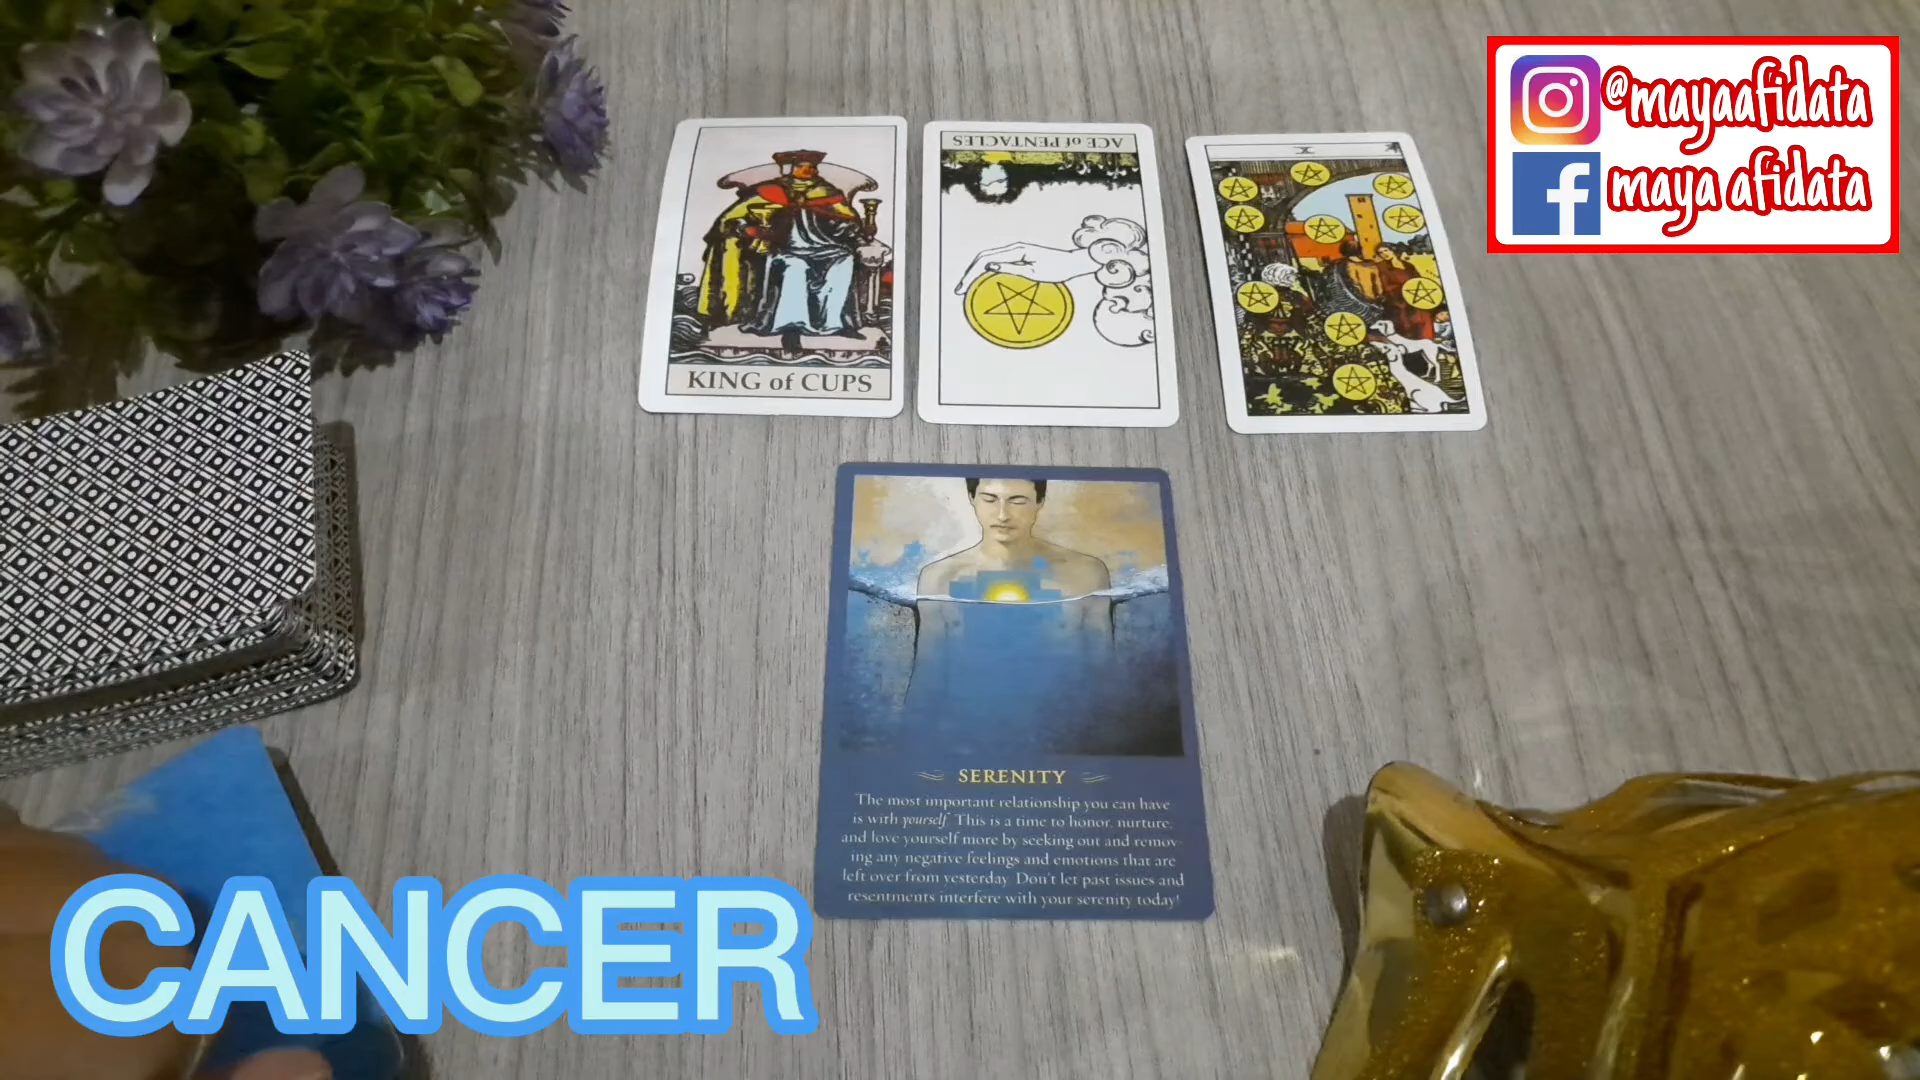 @mayaafidata
maya afidata
KING of CUPS
ACE of PENTACLES
X
SERENITY
The most important relationship you can have
is with yourself. This is a time to honor, nurture,
and love yourself more by seeking out and remov-
ing any negative feelings and emotions that are
left over from yesterday. Don't let past issues and
resentments interfere with your serenity today!
CANCER